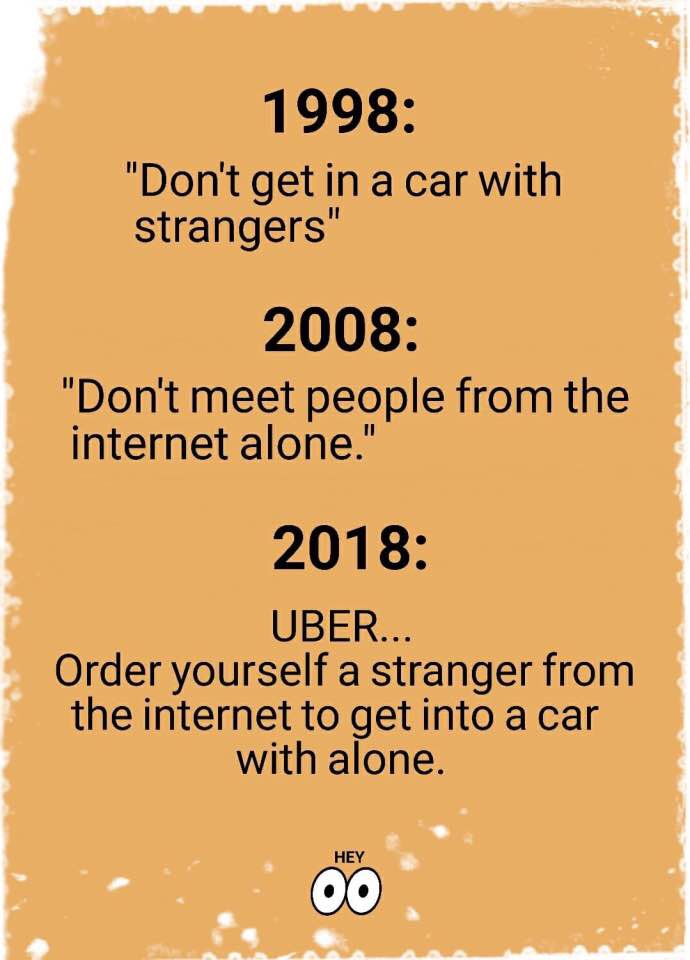 1998:
"Don't get in a car with
strangers"
2008:
"Don't meet people from the
internet alone."
2018:
UBER...
Order yourself a stranger from
the internet to get into a car
with alone.
HEY